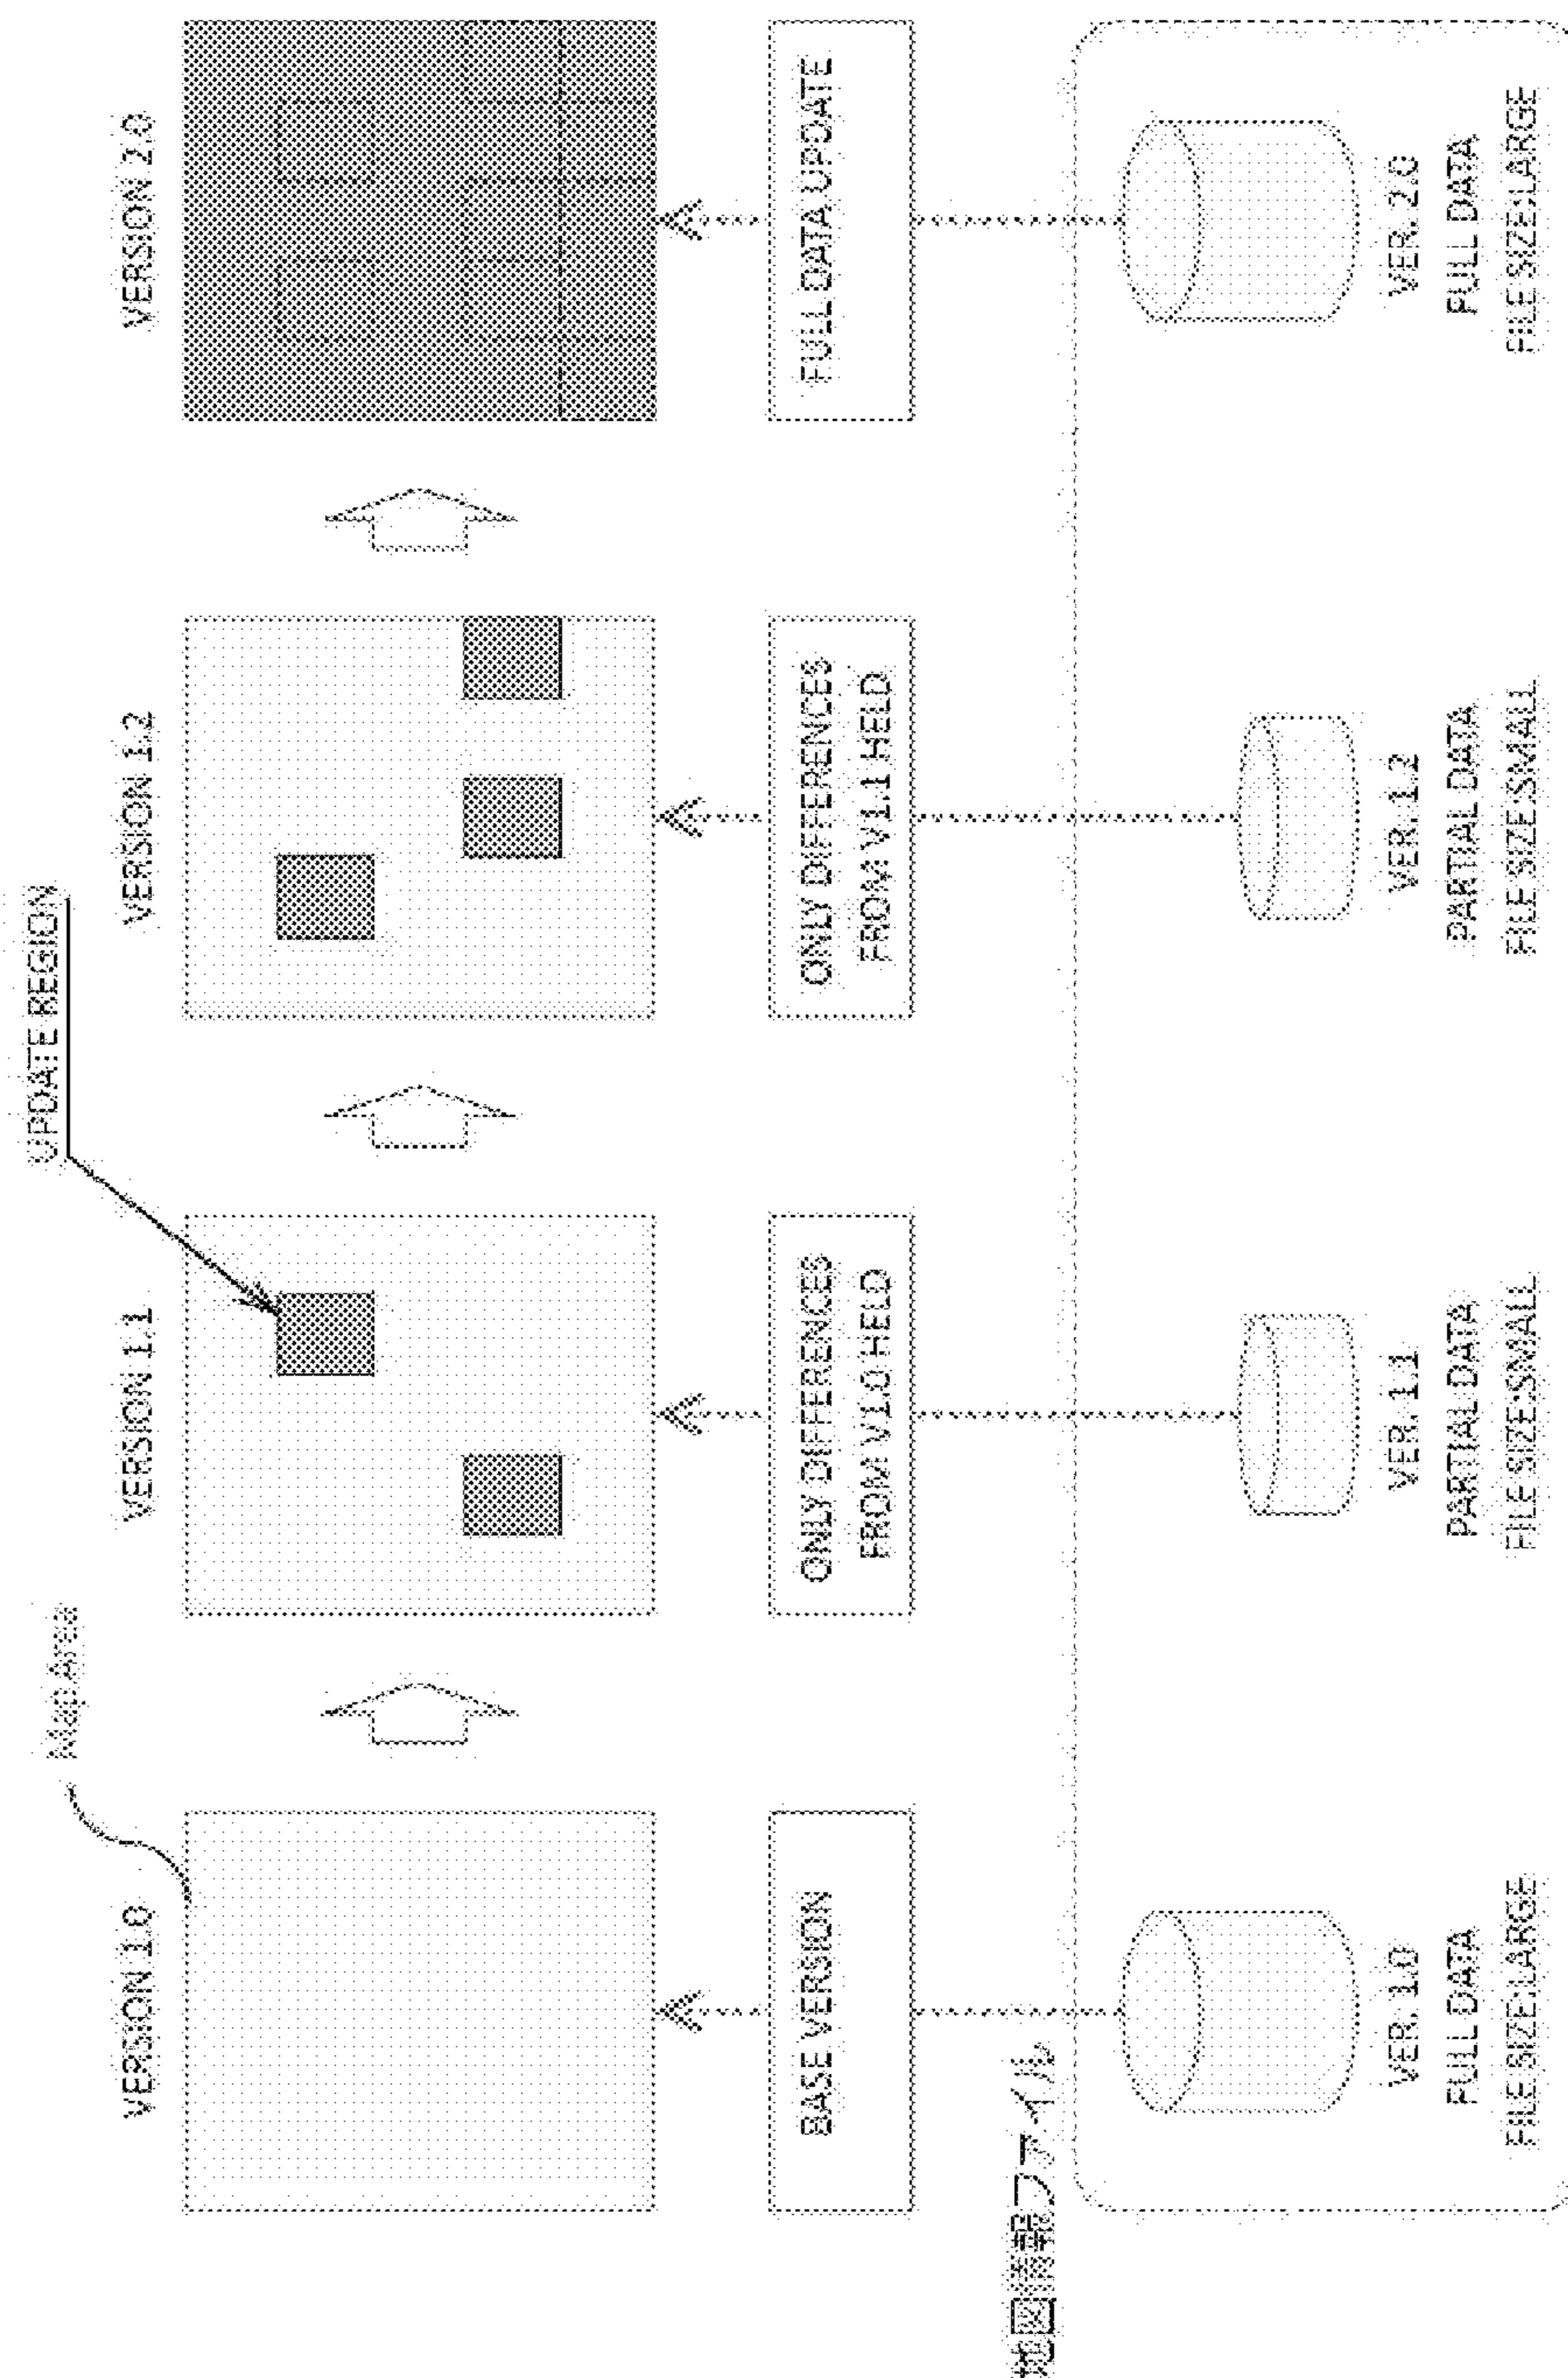 Map Area
UPDATE REGION
VERSION 1.0
VERSION 1.1
VERSION 1.2
VERSION 2.0
BASE VERSION
ONLY DIFFERENCES
FROM V1.0 HELD
ONLY DIFFERENCES
FROM V1.1 HELD
FULL DATA UPDATE
地図情報ファイル
VER. 1.0
FULL DATA
FILE SIZE:LARGE
VER. 1.1
PARTIAL DATA
FILE SIZE:SMALL
VER. 1.2
PARTIAL DATA
FILE SIZE:SMALL
VER. 2.0
FULL DATA
FILE SIZE:LARGE